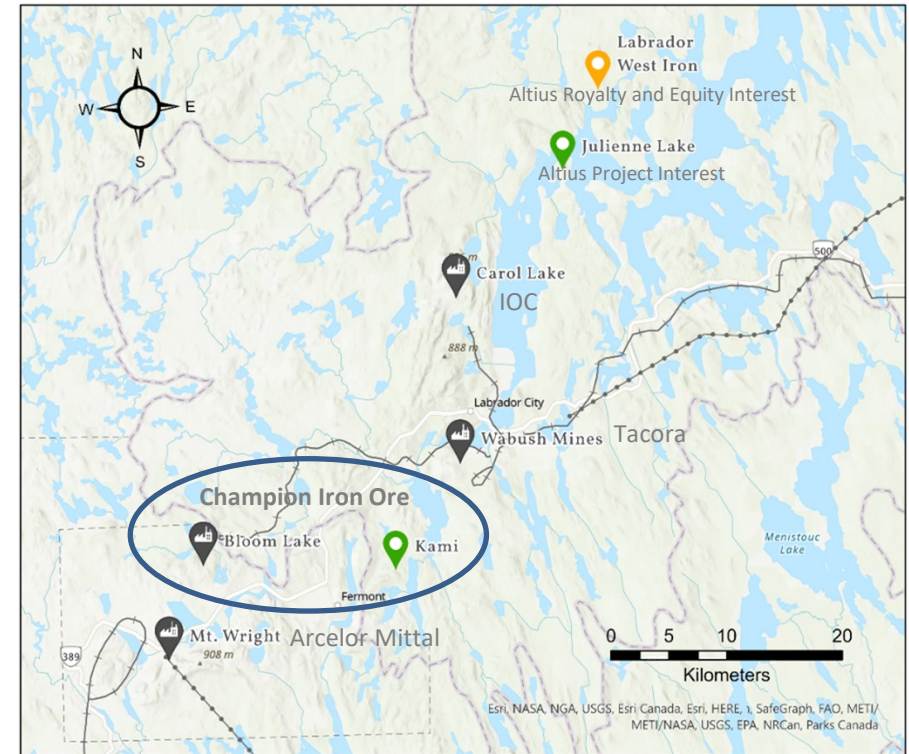 Labrador
West Iron
Altius Royalty and Equity Interest
N
W
E
S
Julienne Lake
Altius Project Interest
500
m
Carol Lake
IOC
888 m
Labrador City
Wabush Mines
Tacora
Champion Iron Ore
Bloom Lake
Kami
Menistouc
Lake
Fermont
Mt. Wright
Arcelor Mittal
908 m
389
0 5 10 20
Kilometers
Esri, NASA, NGA, USGS, Esri Canada, Esri, HERE, ı, SafeGraph, FAO, METI/
METI/NASA, USGS, EPA, NRCan, Parks Canada